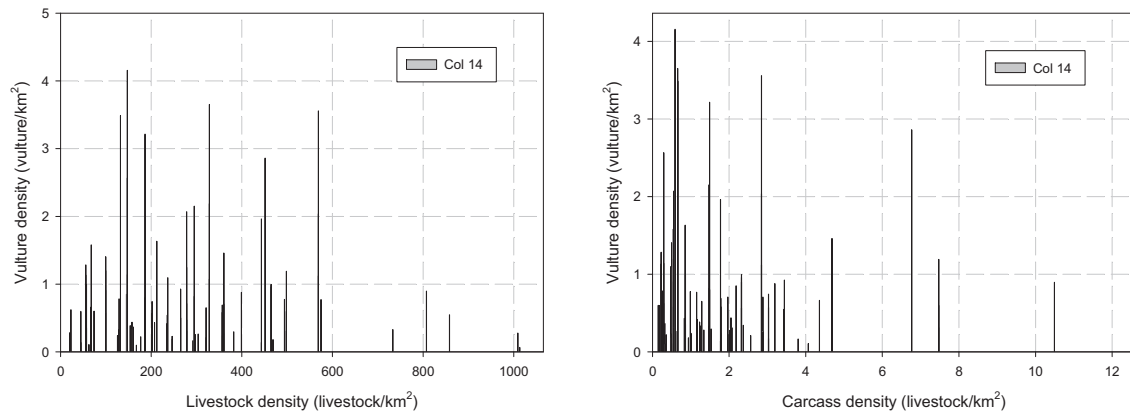 5
4
3
2
1
0
Vulture density (vulture/km²)
Col 14
0 200 400 600 800 1000
Livestock density (livestock/km²)
4
3
2
1
0
Vulture density (vulture/km²)
Col 14
0 2 4 6 8 10 12
Carcass density (livestock/km²)